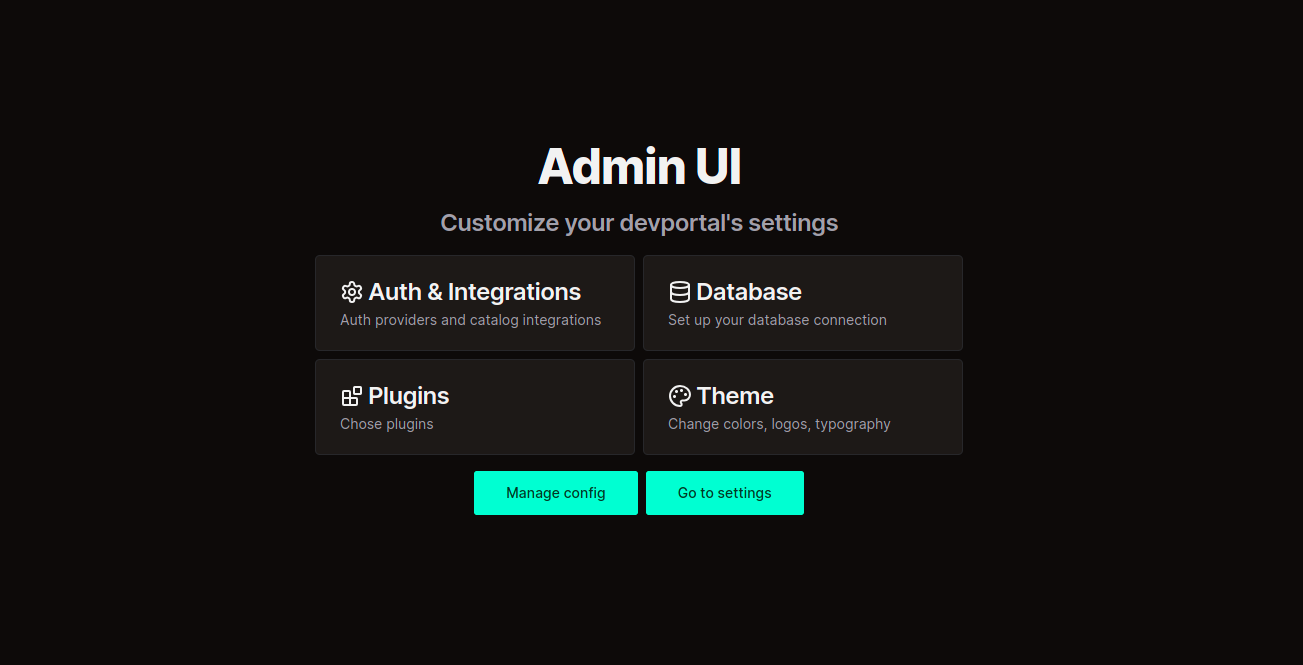 Admin UI
Customize your devportal's settings
Auth & Integrations
Auth providers and catalog integrations
Database
Set up your database connection
Plugins
Chose plugins
Theme
Change colors, logos, typography
Manage config
Go to settings